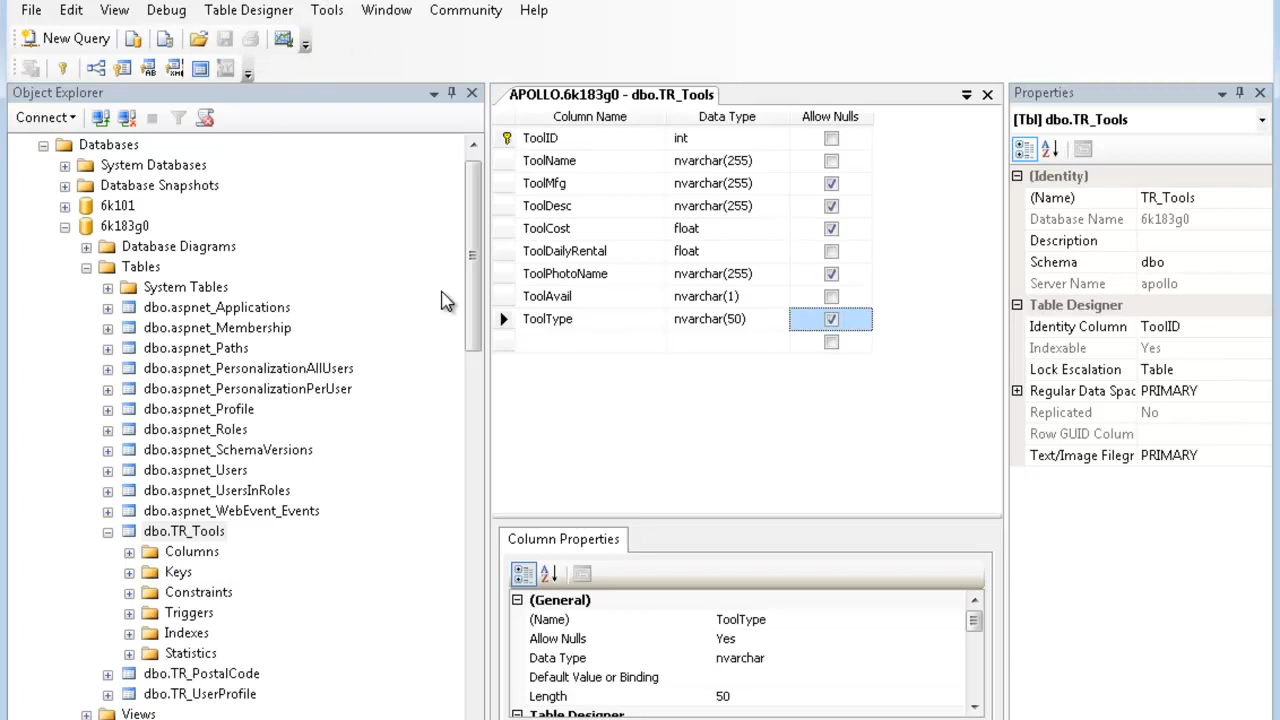 File Edit View Debug Table Designer Tools Window Community Help
New Query
Object Explorer
Connect
Databases
System Databases
Database Snapshots
6k101
6k183g0
Database Diagrams
Tables
System Tables
dbo.aspnet_Applications
dbo.aspnet_Membership
dbo.aspnet_Paths
dbo.aspnet_PersonalizationAllUsers
dbo.aspnet_PersonalizationPerUser
dbo.aspnet_Profile
dbo.aspnet_Roles
dbo.aspnet_SchemaVersions
dbo.aspnet_Users
dbo.aspnet_UsersInRoles
dbo.aspnet_WebEvent_Events
dbo.TR_Tools
Columns
Keys
Constraints
Triggers
Indexes
Statistics
dbo.TR_PostalCode
dbo.TR_UserProfile
Views
APOLLO.6k183g0 - dbo.TR_Tools
Column Name Data Type Allow Nulls
ToolID int
ToolName nvarchar(255)
ToolMfg nvarchar(255)
ToolDesc nvarchar(255)
ToolCost float
ToolDailyRental float
ToolPhotoName nvarchar(255)
ToolAvail nvarchar(1)
ToolType nvarchar(50)
Column Properties
(General)
(Name) ToolType
Allow Nulls Yes
Data Type nvarchar
Default Value or Binding
Length 50
Table Designer
Properties
[Tbl] dbo.TR_Tools
(Identity)
(Name) TR_Tools
Database Name 6k183g0
Description
Schema dbo
Server Name apollo
Table Designer
Identity Column ToolID
Indexable Yes
Lock Escalation Table
Regular Data Spac PRIMARY
Replicated No
Row GUID Colum
Text/Image Filegr PRIMARY